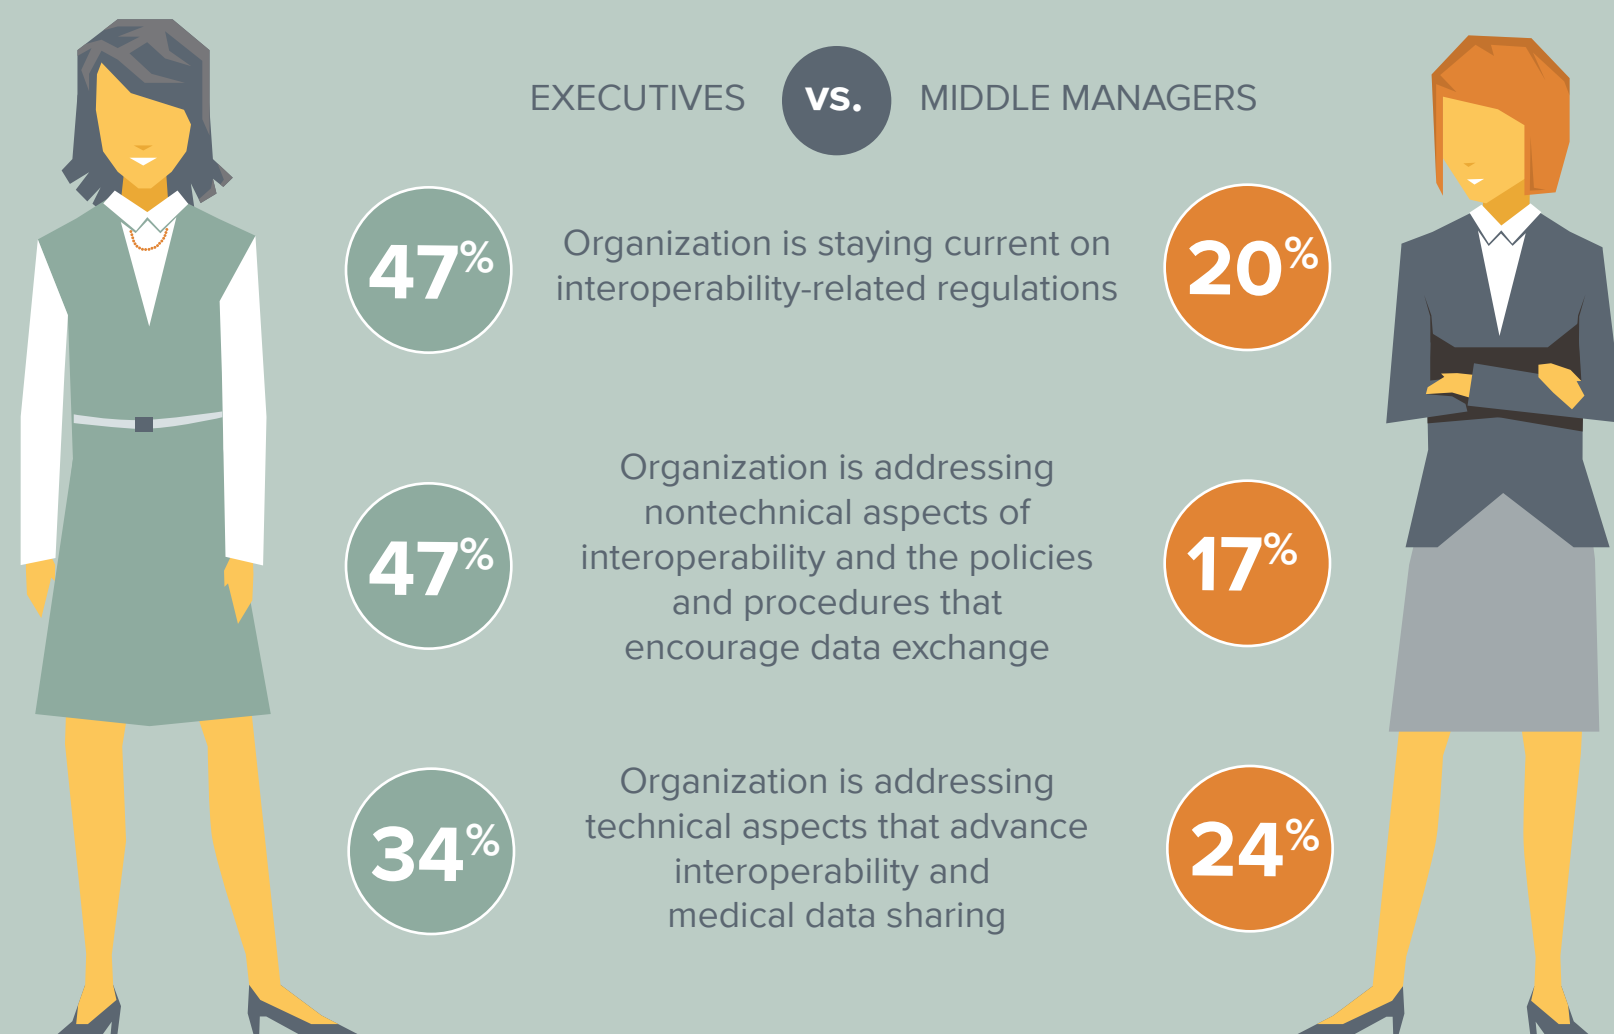 EXECUTIVES vs. MIDDLE MANAGERS
47%
Organization is staying current on
interoperability-related regulations
20%
47%
Organization is addressing
nontechnical aspects of
interoperability and the policies
and procedures that
encourage data exchange
17%
34%
Organization is addressing
technical aspects that advance
interoperability and
medical data sharing
24%